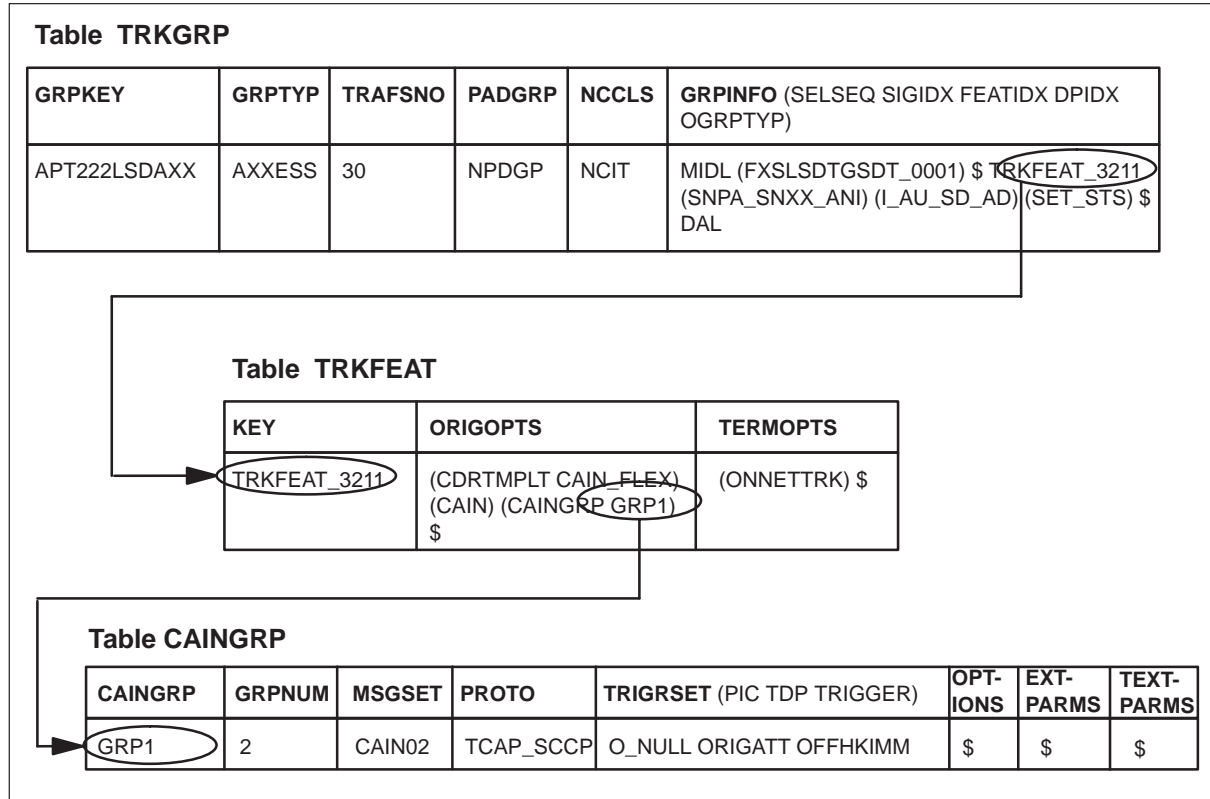 Table TRKGRP
GRPKEY GRPTYP TRAFSNO PADGRP NCCLS GRPINFO (SELSEQ SIGIDX FEATIDX DPIDX
OGRPTYP)
APT222LSDAXX AXXESS 30 NPDGP NCIT MIDL (FXSLSDTGSDT_0001) $ TRKFEAT_3211
(SNPA_SNXX_ANI) (I_AU_SD_AD) (SET_STS) $
DAL
Table TRKFEAT
KEY ORIGOPTS TERMOPTS
TRKFEAT_3211 (CDRTMPLT CAIN_FLEX) (ONNETTRK) $
(CAIN) (CAINGRP GRP1)
$
Table CAINGRP
CAINGRP GRPNUM MSGSET PROTO TRIGRSET (PIC TDP TRIGGER) OPT- EXT- TEXT-
IONS PARMS PARMS
GRP1 2 CAIN02 TCAP_SCCP O_NULL ORIGATT OFFHKIMM $ $ $